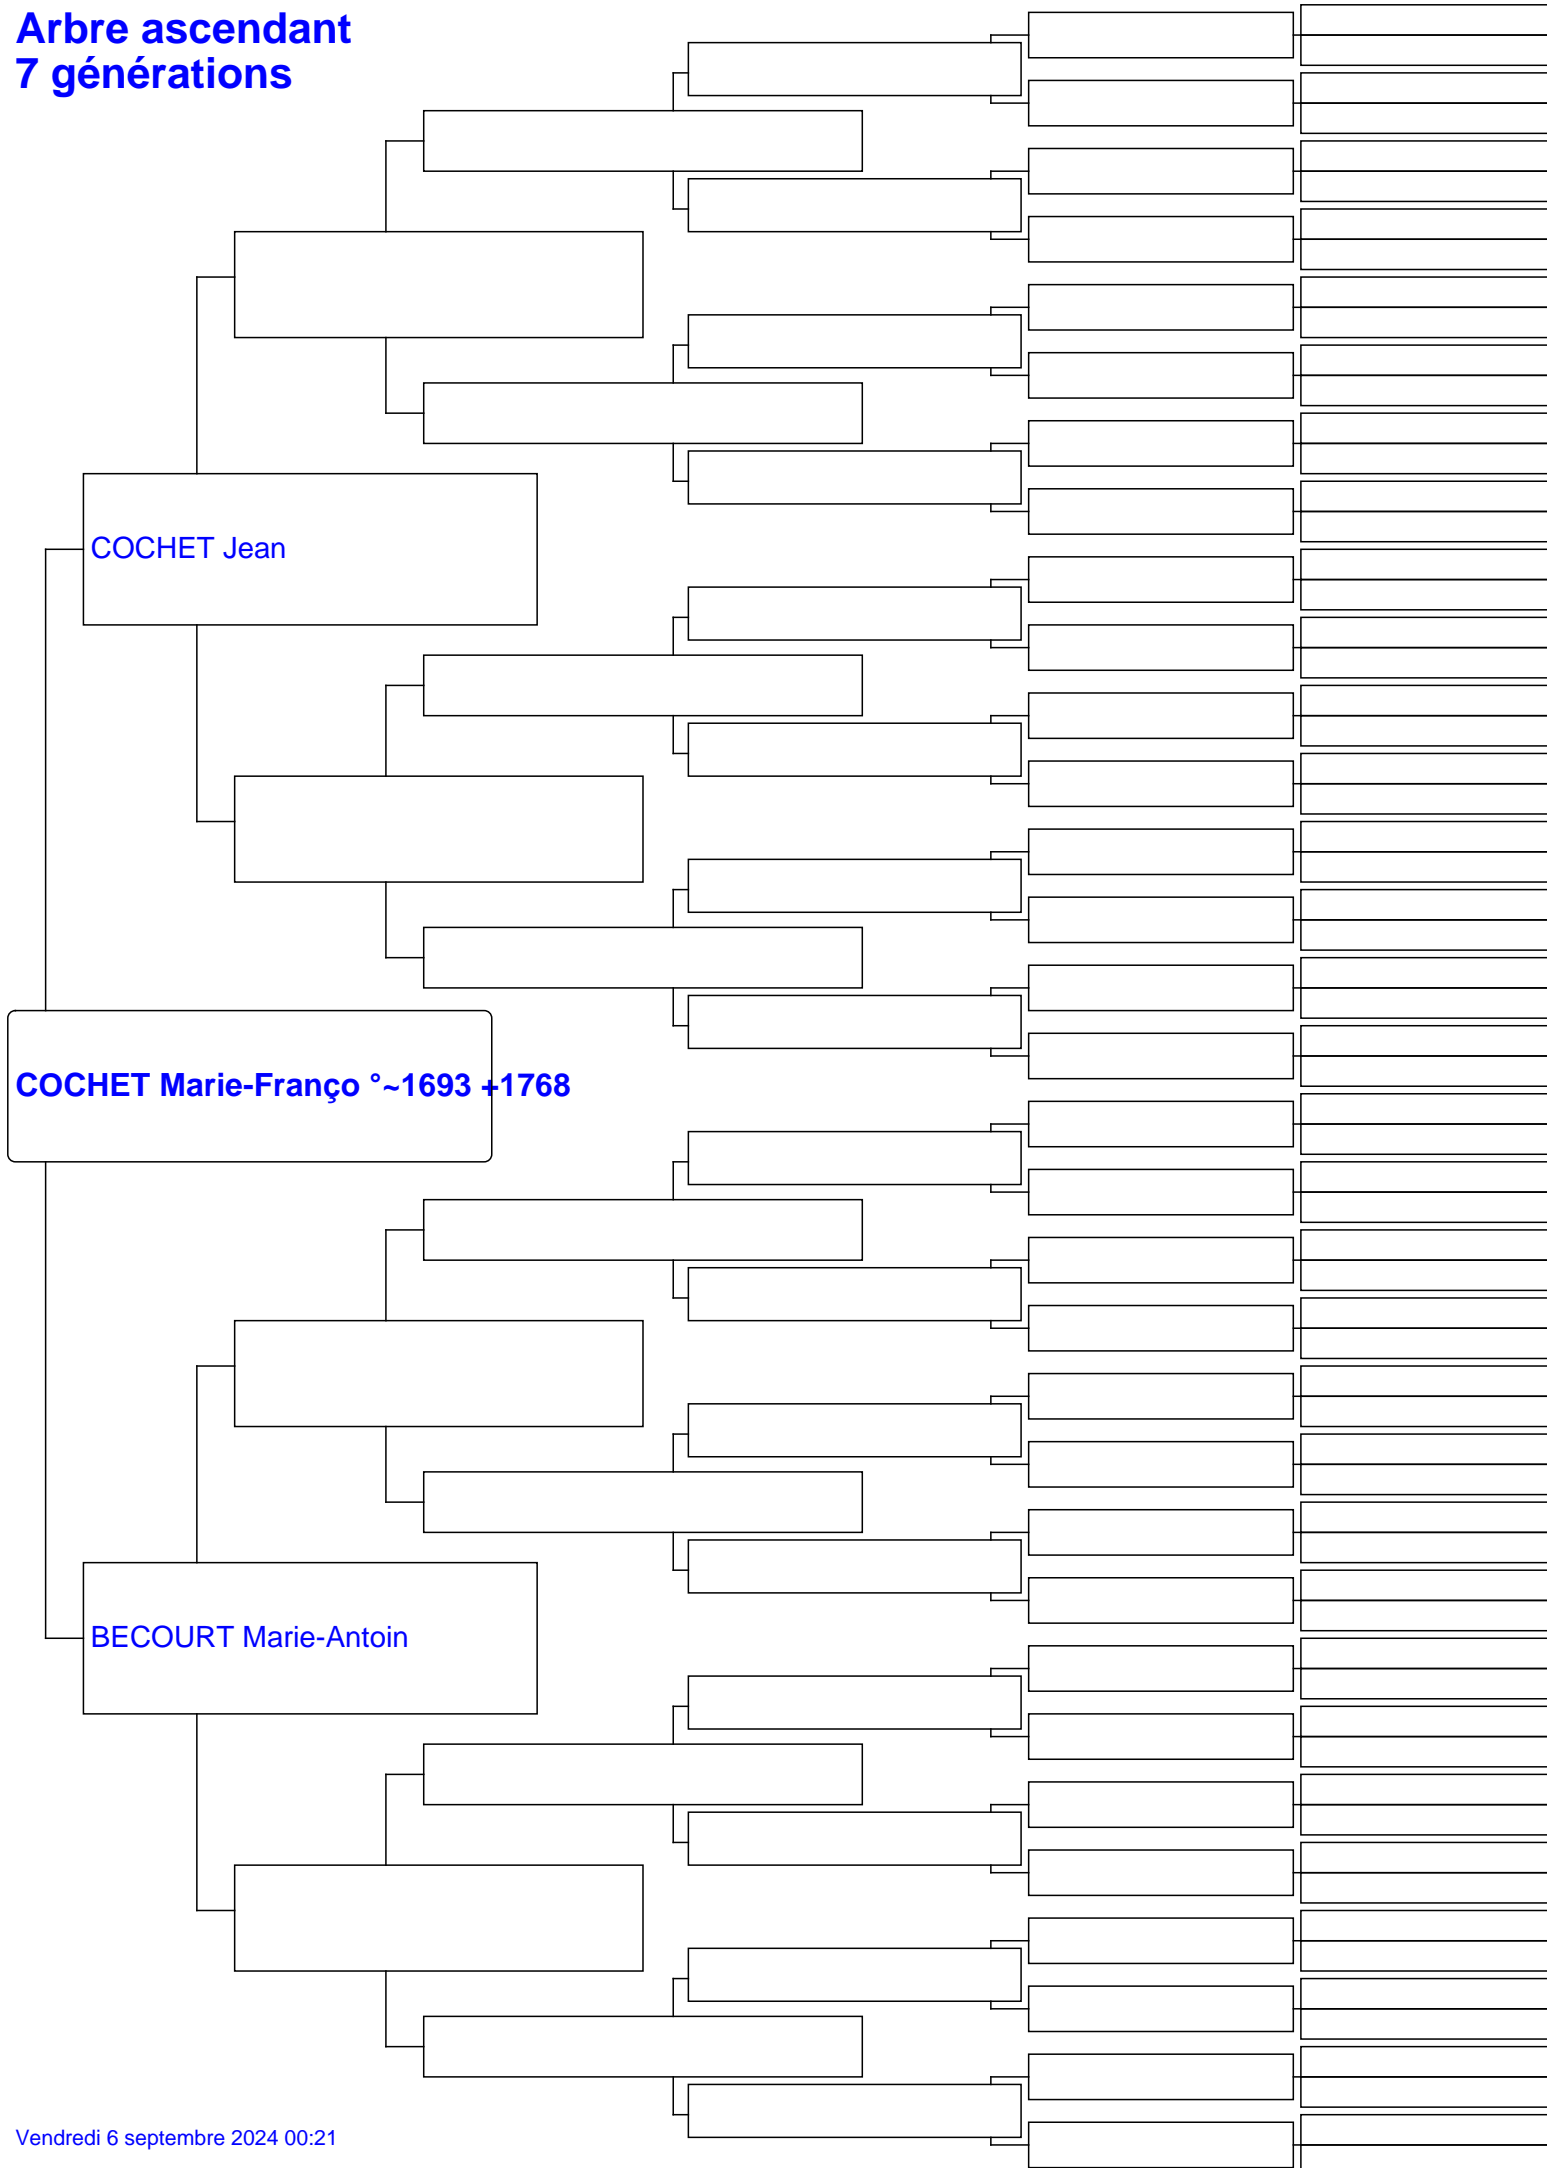 Arbre ascendant
7 générations
COCHET Jean
COCHET Marie-Franço °~1693 +1768
BECOURT Marie-Antoin
Vendredi 6 septembre 2024 00:21